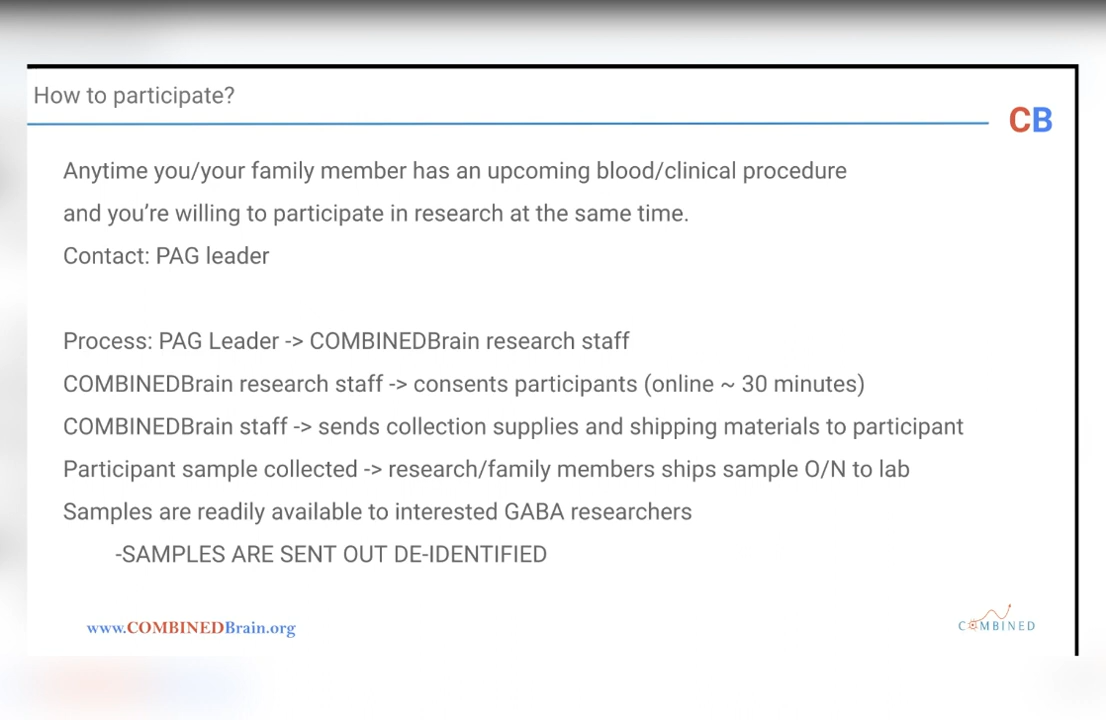 How to participate?
CB
Anytime you/your family member has an upcoming blood/clinical procedure
and you’re willing to participate in research at the same time.
Contact: PAG leader
Process: PAG Leader -> COMBINEDBrain research staff
COMBINEDBrain research staff -> consents participants (online ~ 30 minutes)
COMBINEDBrain staff -> sends collection supplies and shipping materials to participant
Participant sample collected -> research/family members ships sample O/N to lab
Samples are readily available to interested GABA researchers
-SAMPLES ARE SENT OUT DE-IDENTIFIED
www.COMBINEDBrain.org
COMBINED